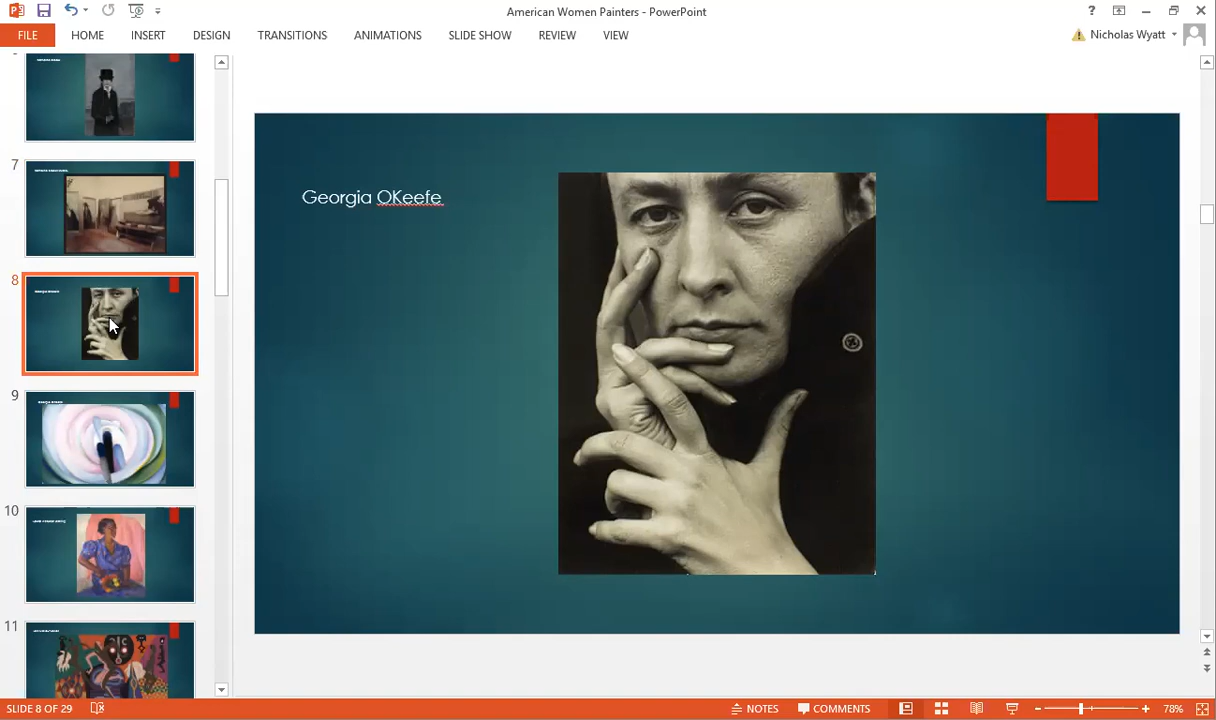 American Women Painters - PowerPoint
?
FILE
HOME
INSERT
DESIGN
TRANSITIONS
ANIMATIONS
SLIDE SHOW
REVIEW
VIEW
Nicholas Wyatt
7
8
9
10
11
Georgia OKeefe
SLIDE 8 OF 29
NOTES
COMMENTS
78%